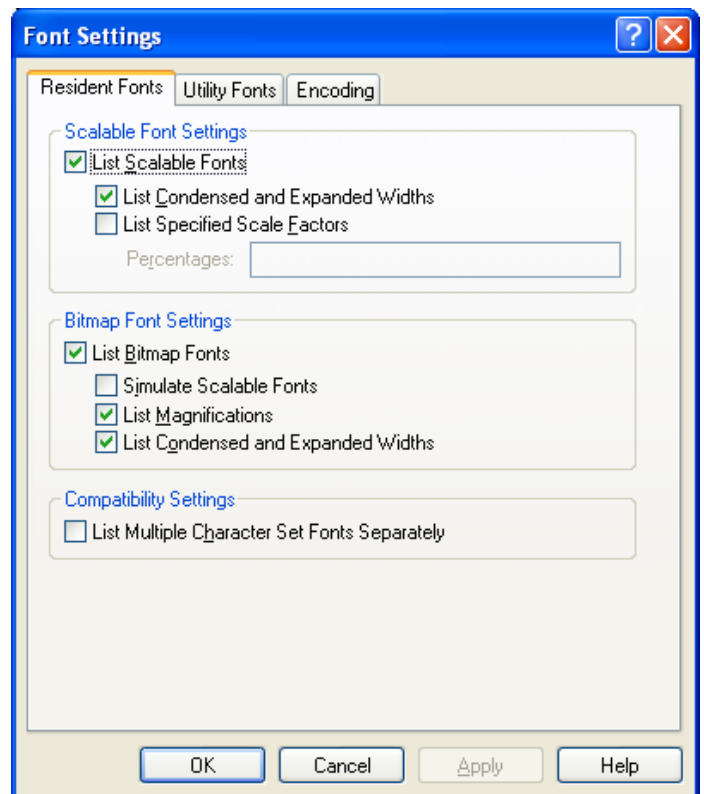 Font Settings
Resident Fonts Utility Fonts Encoding
Scalable Font Settings
List Scalable Fonts
List Condensed and Expanded Widths
List Specified Scale Factors
Percentages:
Bitmap Font Settings
List Bitmap Fonts
Simulate Scalable Fonts
List Magnifications
List Condensed and Expanded Widths
Compatibility Settings
List Multiple Character Set Fonts Separately
OK Cancel Apply Help